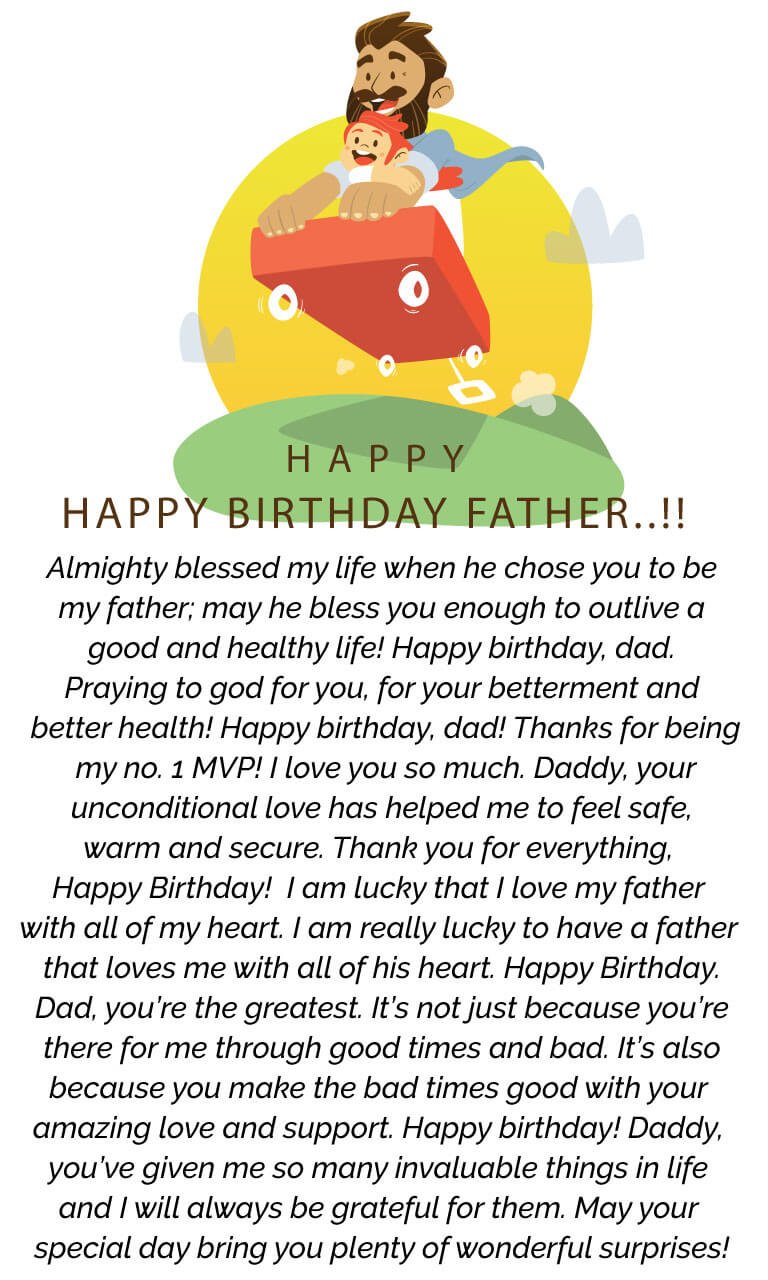 HAPPY
HAPPY BIRTHDAY FATHER..!!
Almighty blessed my life when he chose you to be
my father; may he bless you enough to outlive a
good and healthy life! Happy birthday, dad.
Praying to god for you, for your betterment and
better health! Happy birthday, dad! Thanks for being
my no. 1 MVP! I love you so much. Daddy, your
unconditional love has helped me to feel safe,
warm and secure. Thank you for everything,
Happy Birthday!  I am lucky that I love my father
with all of my heart. I am really lucky to have a father
that loves me with all of his heart. Happy Birthday.
Dad, you’re the greatest. It’s not just because you’re
there for me through good times and bad. It’s also
because you make the bad times good with your
amazing love and support. Happy birthday! Daddy,
you’ve given me so many invaluable things in life
and I will always be grateful for them. May your
special day bring you plenty of wonderful surprises!